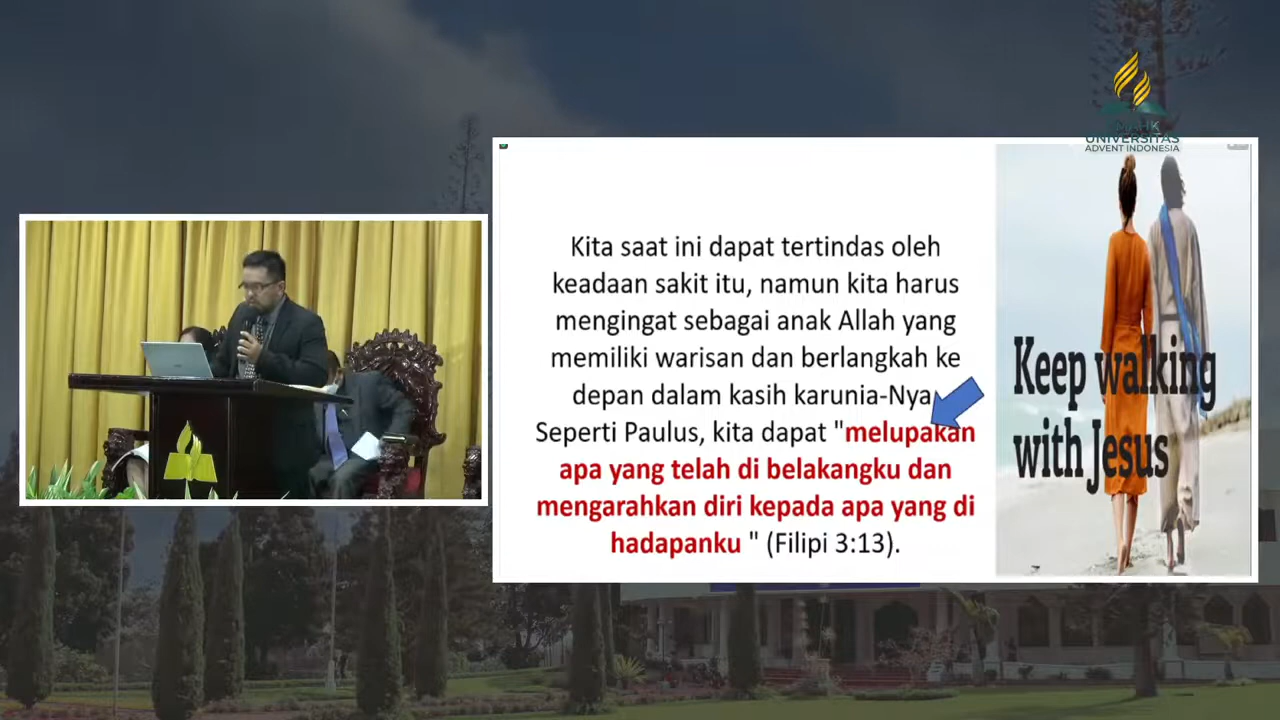 UNIVERSITAS
ADVENT INDONESIA
Kita saat ini dapat tertindas oleh
keadaan sakit itu, namun kita harus
mengingat sebagai anak Allah yang
memiliki warisan dan berlangkah ke
depan dalam kasih karunia-Nya.
Seperti Paulus, kita dapat "melupakan
apa yang telah di belakangku dan
mengarahkan diri kepada apa yang di
hadapanku " (Filipi 3:13).
Keep walking
with Jesus